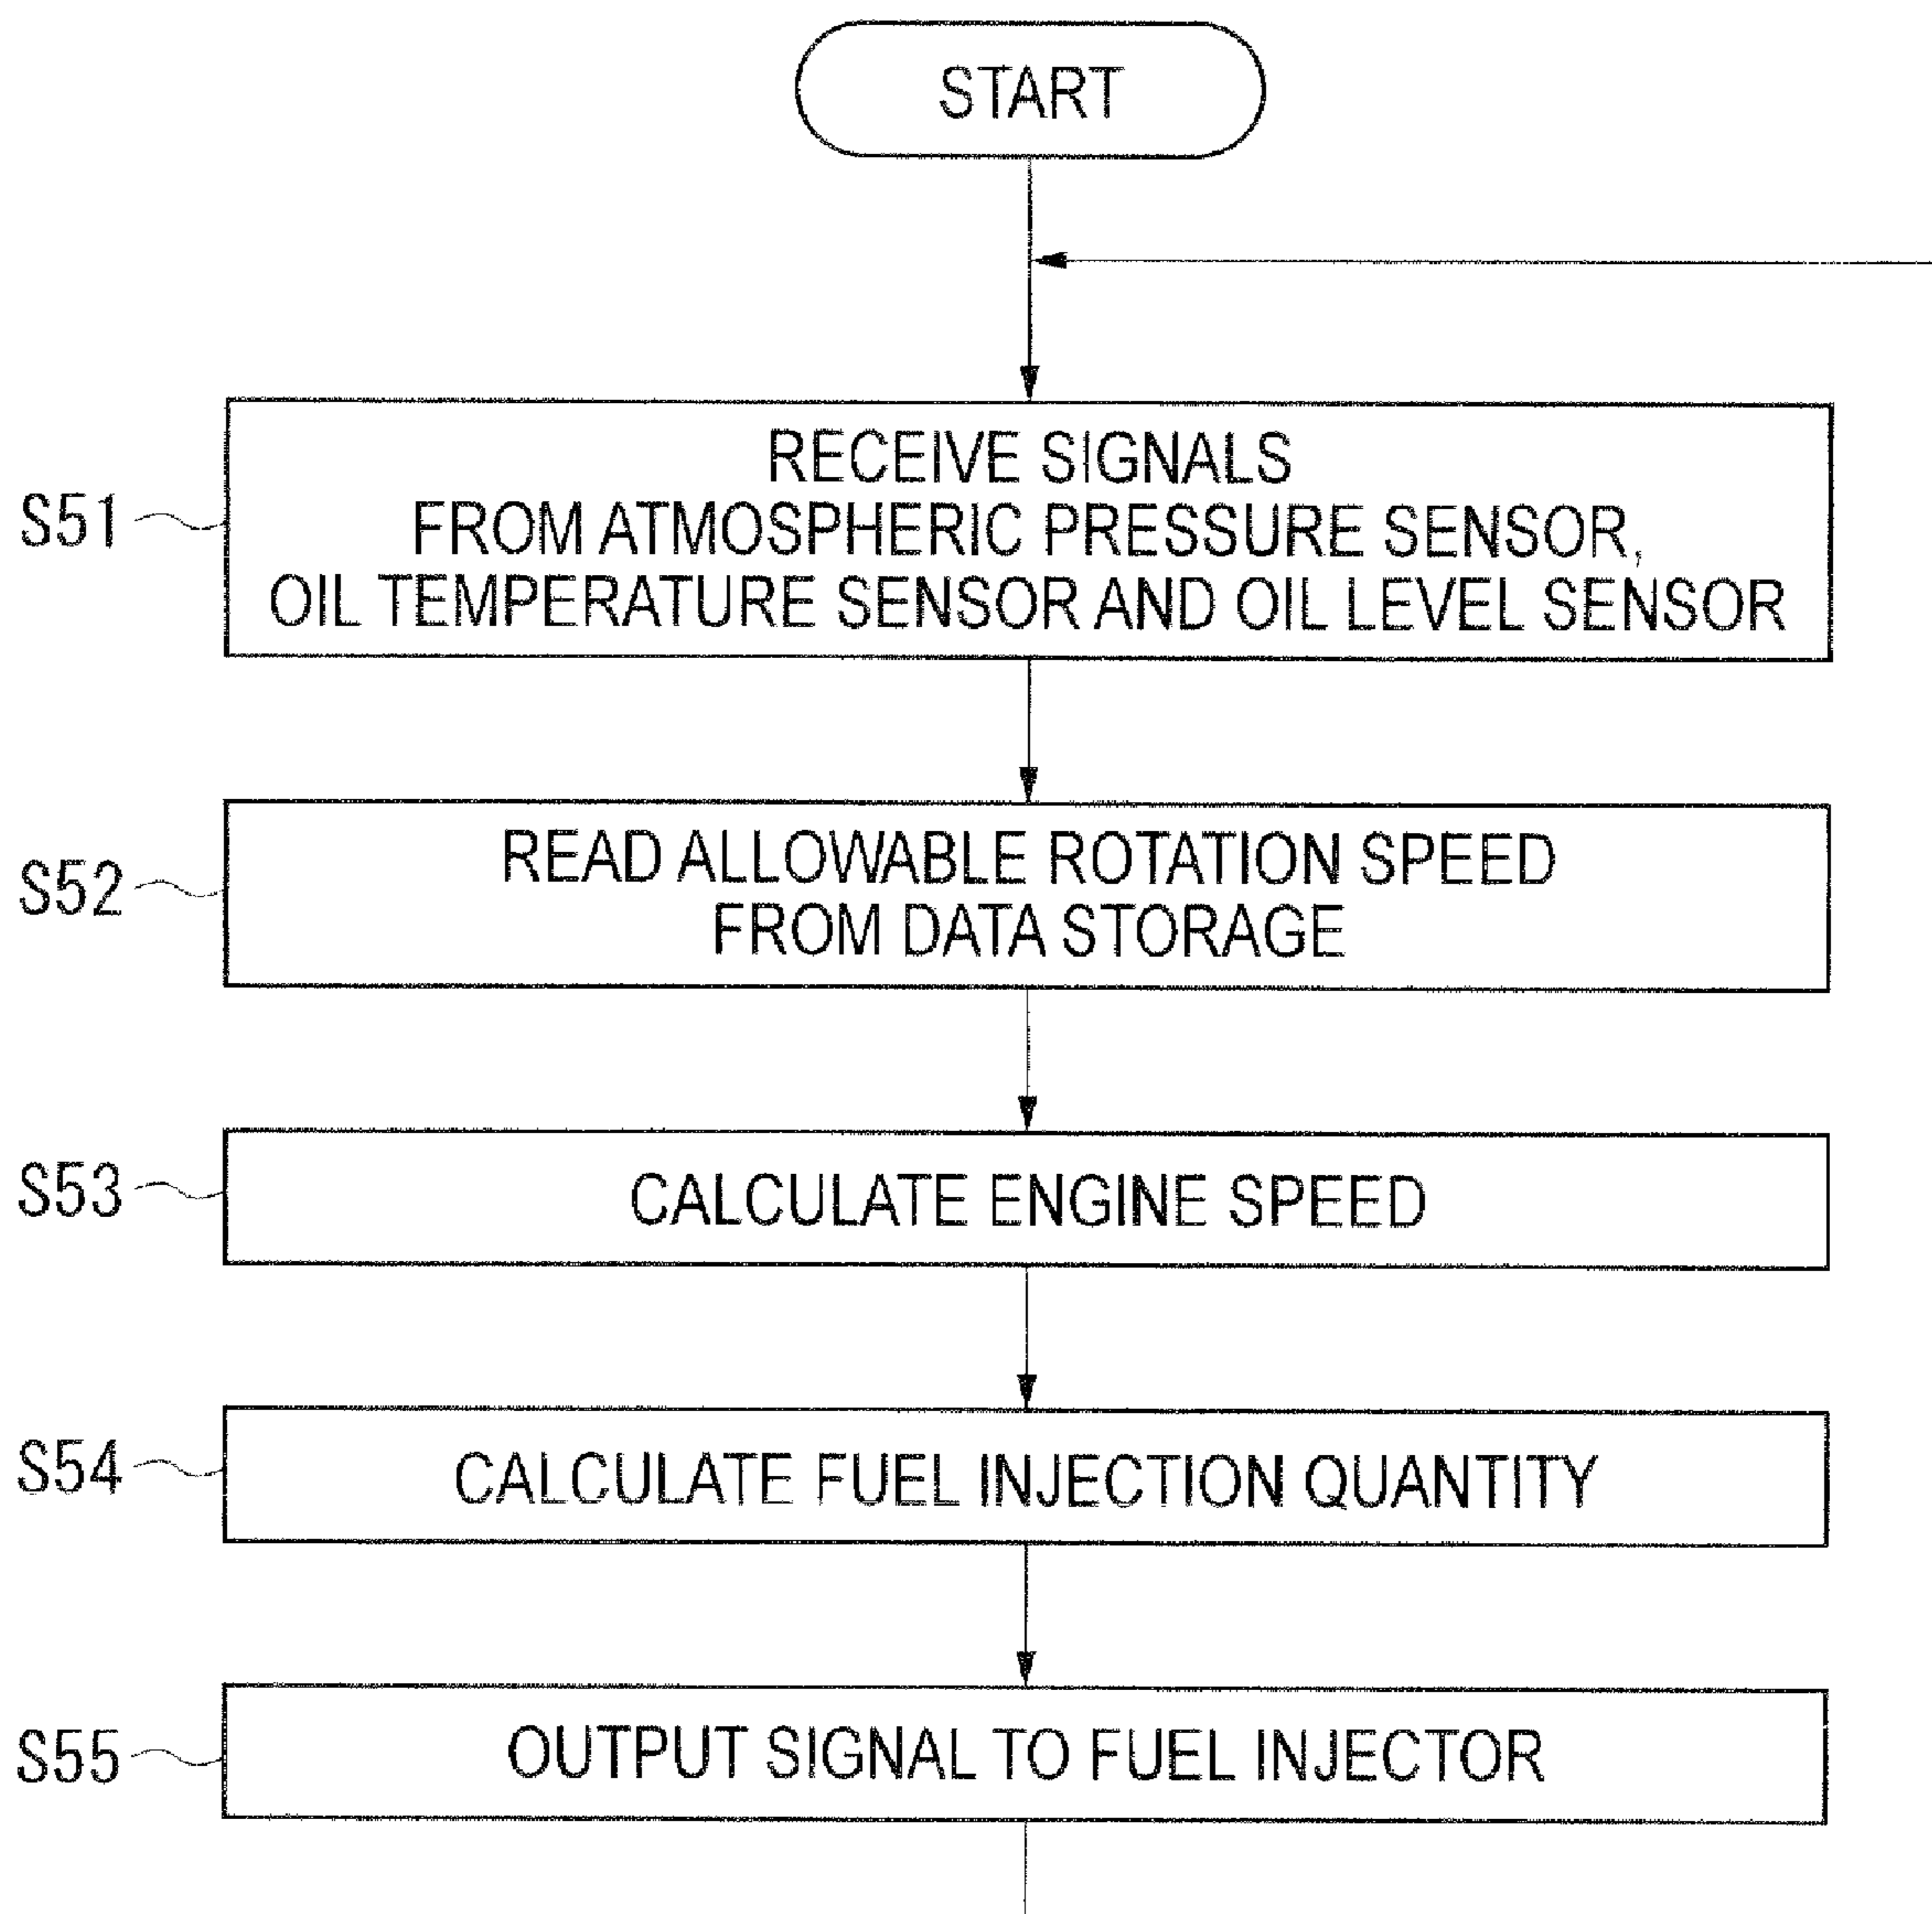 START
S51
RECEIVE SIGNALS
FROM ATMOSPHERIC PRESSURE SENSOR,
OIL TEMPERATURE SENSOR AND OIL LEVEL SENSOR
S52
READ ALLOWABLE ROTATION SPEED
FROM DATA STORAGE
S53
CALCULATE ENGINE SPEED
S54
CALCULATE FUEL INJECTION QUANTITY
S55
OUTPUT SIGNAL TO FUEL INJECTOR